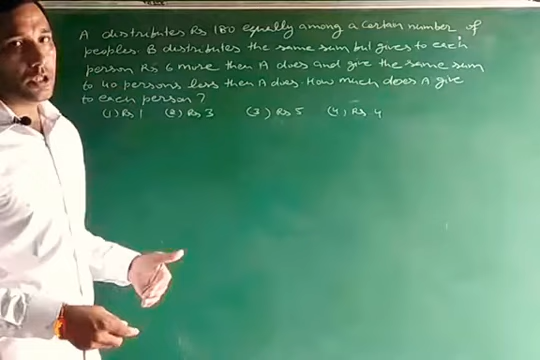 A distributes Rs 180 equally among a Certain number of
peoples. B distributes the same sum but gives to each
person Rs 6 more then A does and give the same sum
to 40 persons less then A does. How much does A give
to each person ?
(1) Rs 1 (2) Rs 3 (3) Rs 5 (4) Rs 4